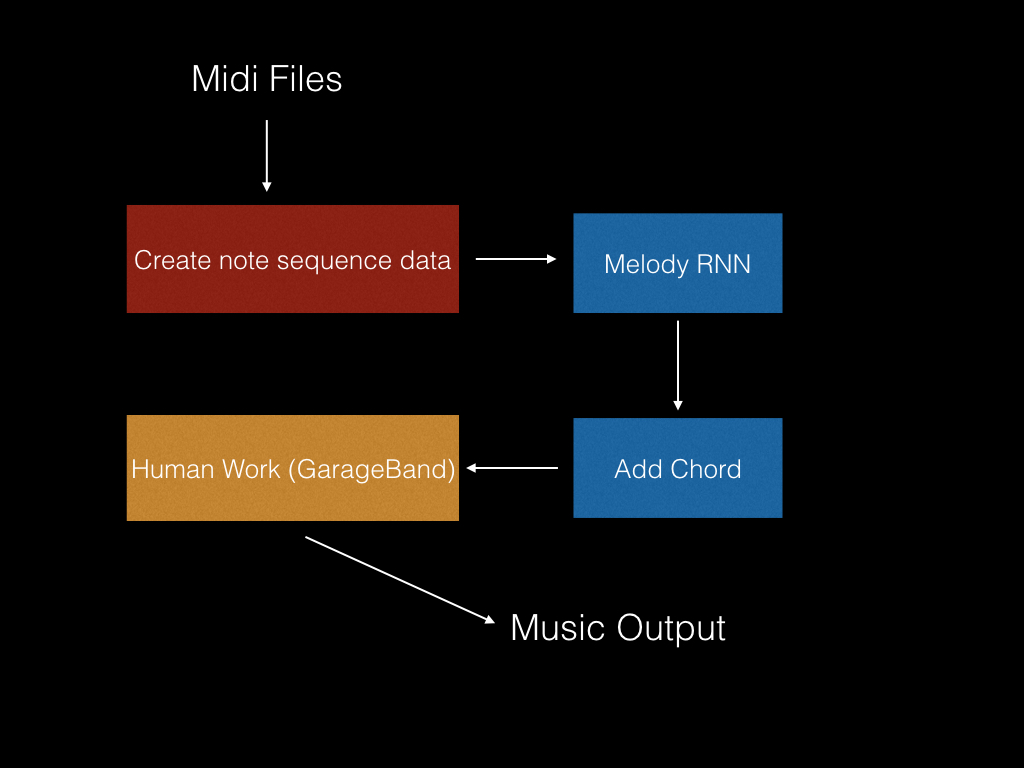 Midi Files
Create note sequence data
Melody RNN
Add Chord
Human Work (GarageBand)
Music Output